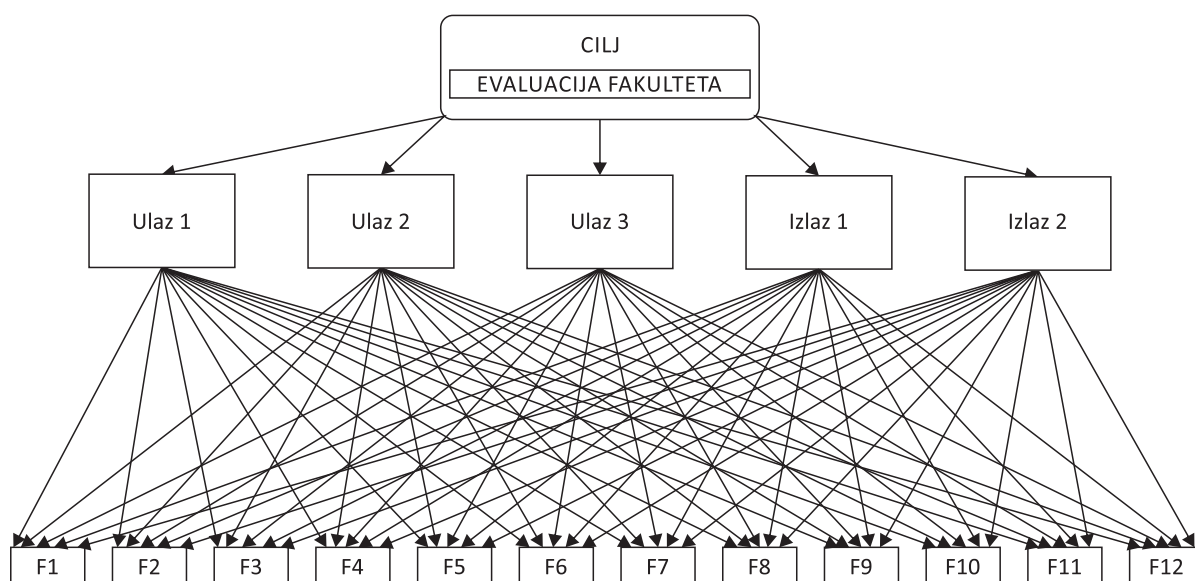 CILJ
EVALUACIJA FAKULTETA
Ulaz 1
Ulaz 2
Ulaz 3
Izlaz 1
Izlaz 2
F1
F2
F3
F4
F5
F6
F7
F8
F9
F10
F11
F12